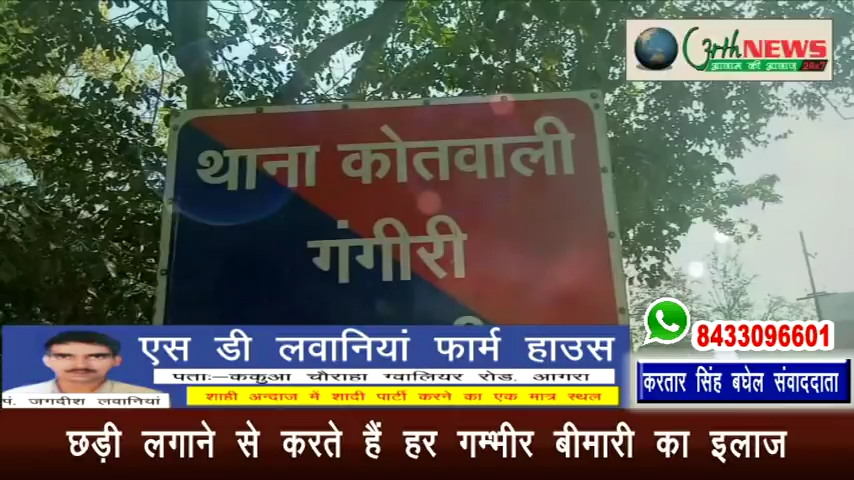 arth NEWS
आवाम की आवाज 24x7
थाना कोतवाली
गंगीरी
एस डी लवानियां फार्म हाउस
पताः-ककुआ चौराहा ग्वालियर रोड, आगरा
पं. जगदीश लवानियां
शाही अन्दाज में शादी पार्टी करने का एक मात्र स्थल
8433096601
करतार सिंह बघेल संवाददाता
छड़ी लगाने से करते हैं हर गम्भीर बीमारी का इलाज